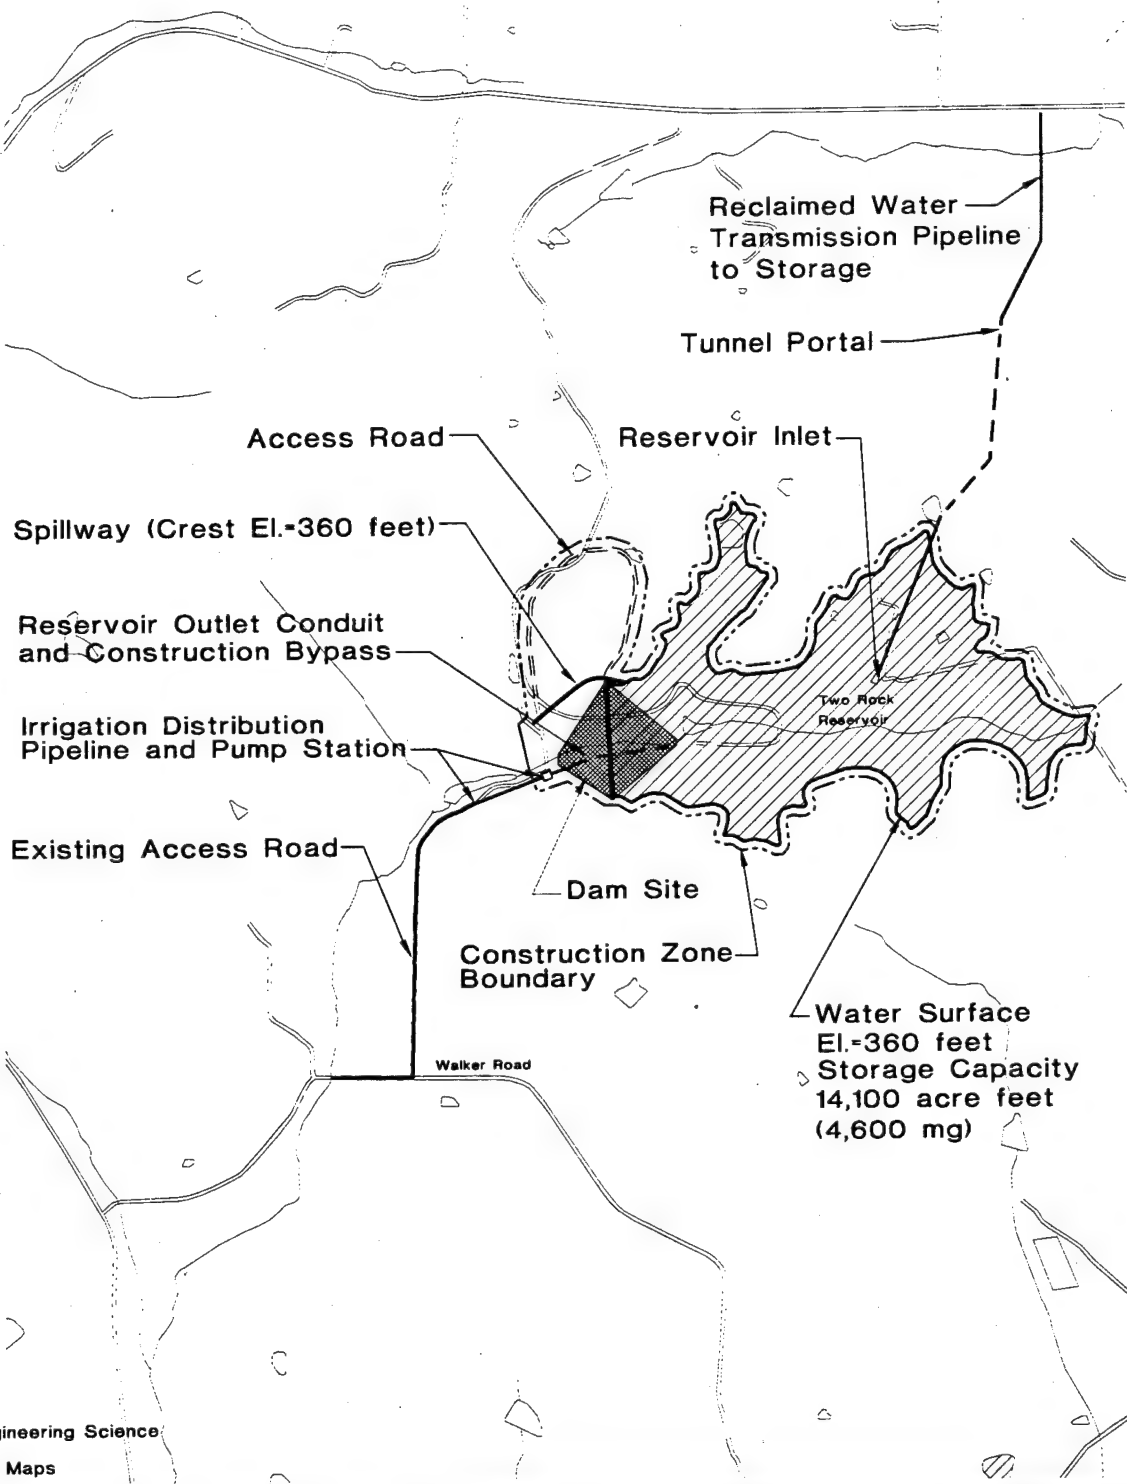 Reclaimed Water
Transmission Pipeline
to Storage
Tunnel Portal
Access Road
Reservoir Inlet
Spillway (Crest El.=360 feet)
Reservoir Outlet Conduit
and Construction Bypass
Two Rock
Reservoir
Irrigation Distribution
Pipeline and Pump Station
Existing Access Road
Dam Site
Construction Zone
Boundary
Water Surface
El.=360 feet
Storage Capacity
14,100 acre feet
(4,600 mg)
Walker Road
gineering Science
Maps